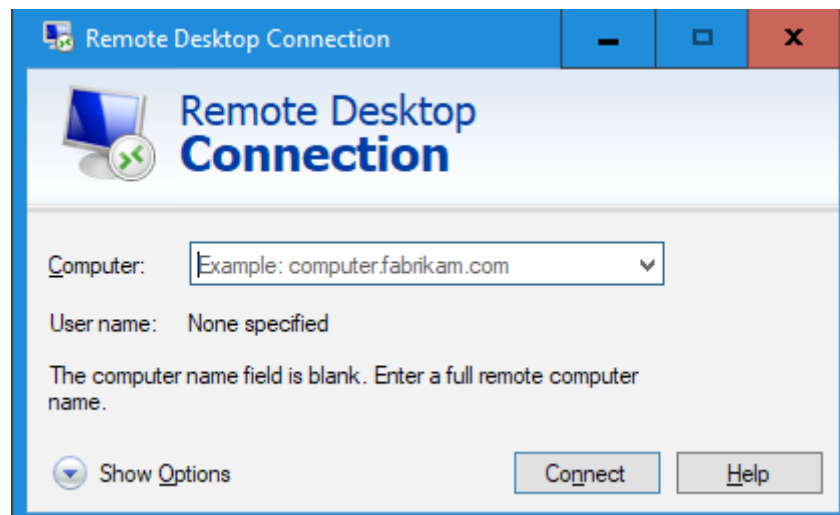 Remote Desktop Connection
Remote Desktop
Connection
Computer: Example: computer.fabrikam.com
User name: None specified
The computer name field is blank. Enter a full remote computer
name.
Show Options Connect Help